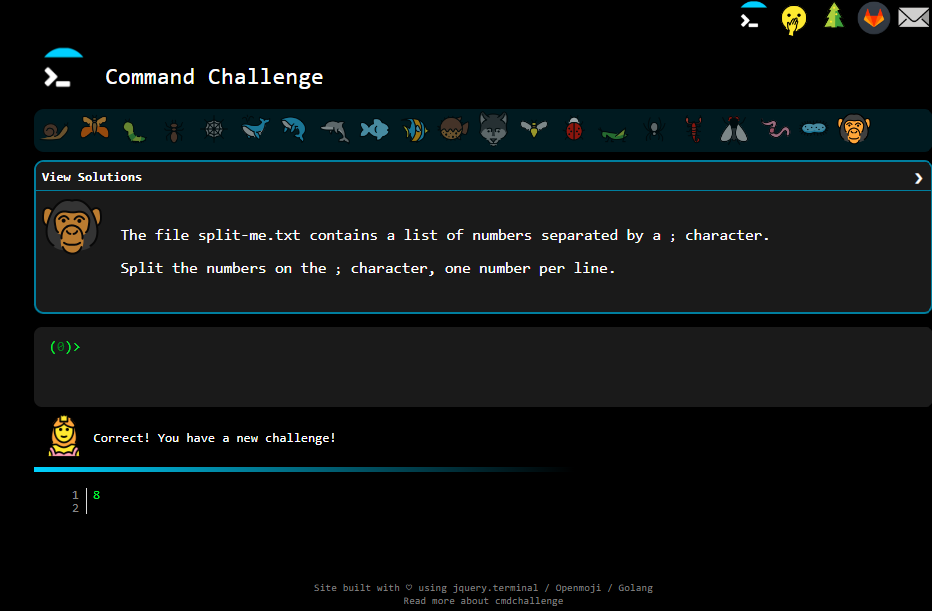 Command Challenge
View Solutions
The file split-me.txt contains a list of numbers separated by a ; character.
Split the numbers on the ; character, one number per line.
(0)>
Correct! You have a new challenge!
1 8
2
Site built with ♡ using jquery.terminal / Openmoji / Golang
Read more about cmdchallenge